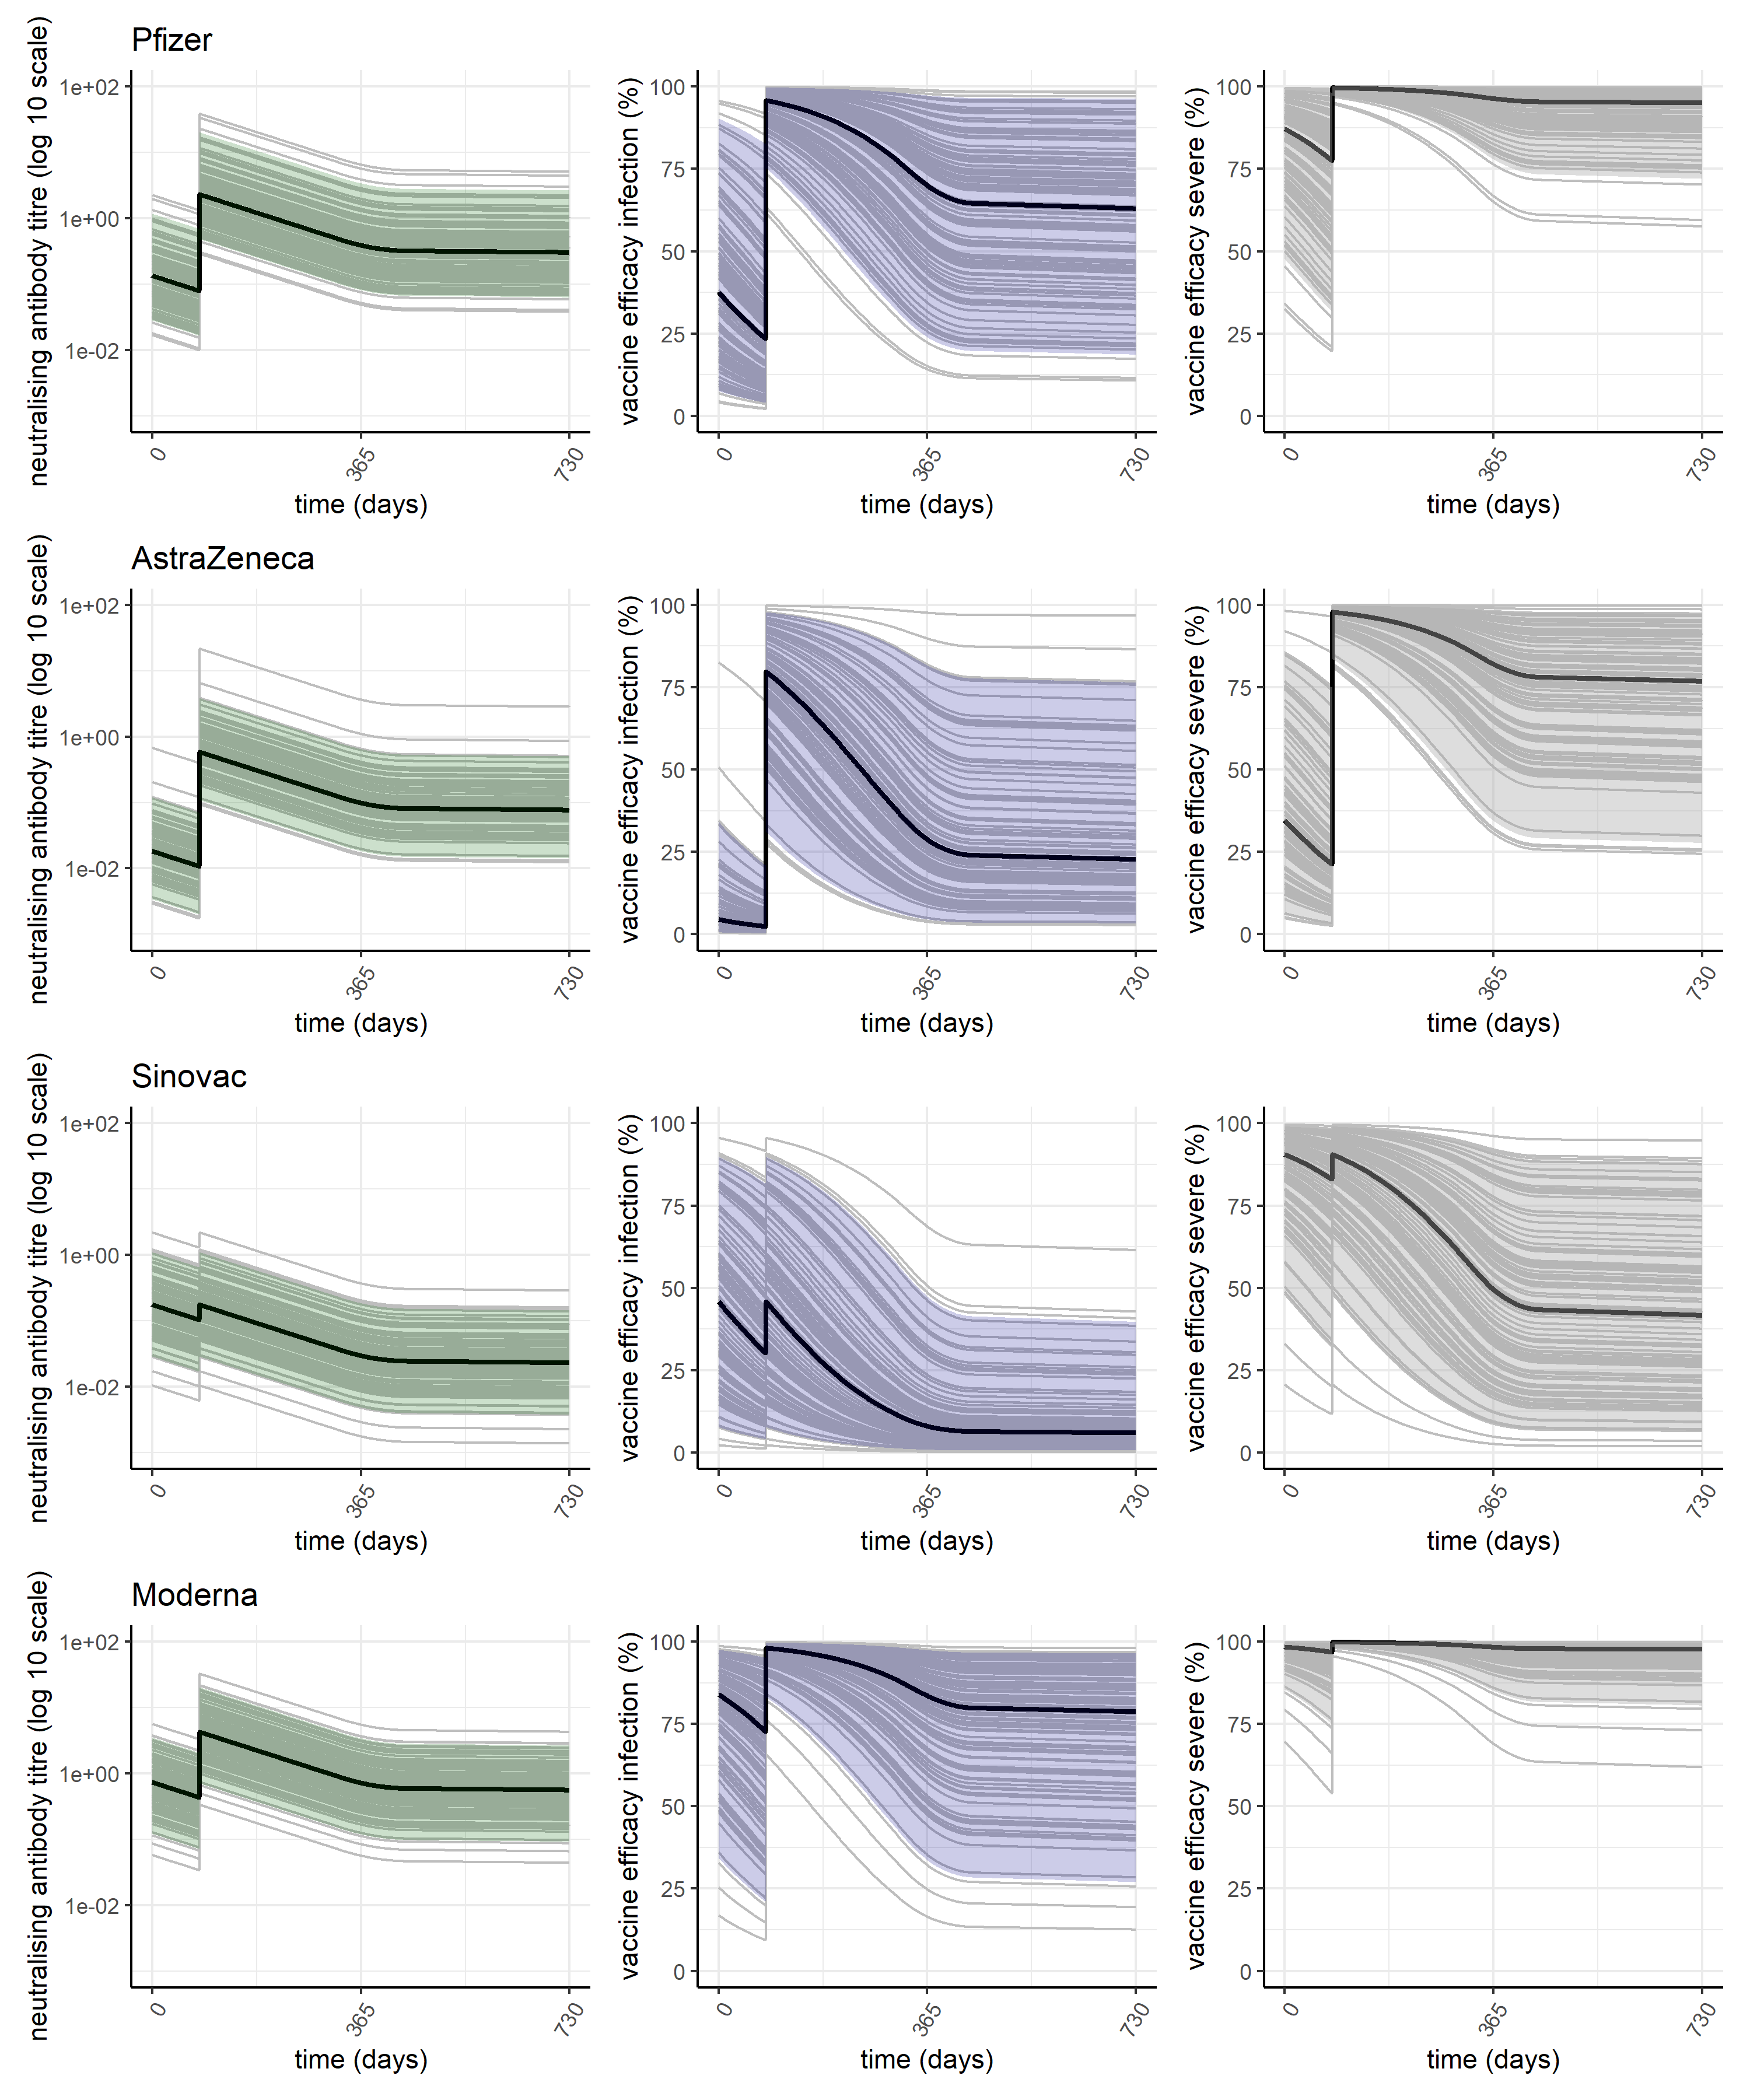 Pfizer
neutralising antibody titre (log 10 scale)
1e+02
1e+00
1e-02
0
365
730
time (days)
vaccine efficacy infection (%)
100
75
50
25
0
0
365
730
time (days)
vaccine efficacy severe (%)
100
75
50
25
0
0
365
730
time (days)
AstraZeneca
neutralising antibody titre (log 10 scale)
1e+02
1e+00
1e-02
0
365
730
time (days)
vaccine efficacy infection (%)
100
75
50
25
0
0
365
730
time (days)
vaccine efficacy severe (%)
100
75
50
25
0
0
365
730
time (days)
Sinovac
neutralising antibody titre (log 10 scale)
1e+02
1e+00
1e-02
0
365
730
time (days)
vaccine efficacy infection (%)
100
75
50
25
0
0
365
730
time (days)
vaccine efficacy severe (%)
100
75
50
25
0
0
365
730
time (days)
Moderna
neutralising antibody titre (log 10 scale)
1e+02
1e+00
1e-02
0
365
730
time (days)
vaccine efficacy infection (%)
100
75
50
25
0
0
365
730
time (days)
vaccine efficacy severe (%)
100
75
50
25
0
0
365
730
time (days)